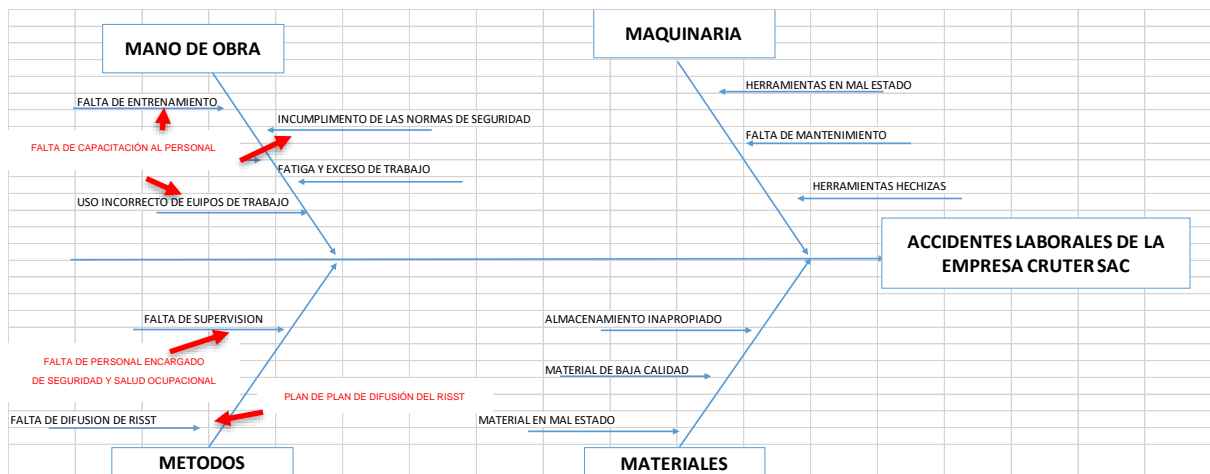 MANO DE OBRA
MAQUINARIA
HERRAMIENTAS EN MAL ESTADO
FALTA DE ENTRENAMIENTO
INCUMPLIMENTO DE LAS NORMAS DE SEGURIDAD
FALTA DE MANTENIMIENTO
FALTA DE CAPACITACIÓN AL PERSONAL
FATIGA Y EXCESO DE TRABAJO
HERRAMIENTAS HECHIZAS
USO INCORRECTO DE EUIPOS DE TRABAJO
ACCIDENTES LABORALES DE LA
EMPRESA CRUTER SAC
FALTA DE SUPERVISION
ALMACENAMIENTO INAPROPIADO
FALTA DE PERSONAL ENCARGADO
DE SEGURIDAD Y SALUD OCUPACIONAL
MATERIAL DE BAJA CALIDAD
PLAN DE PLAN DE DIFUSIÓN DEL RISST
FALTA DE DIFUSION DE RISST
MATERIAL EN MAL ESTADO
METODOS
MATERIALES